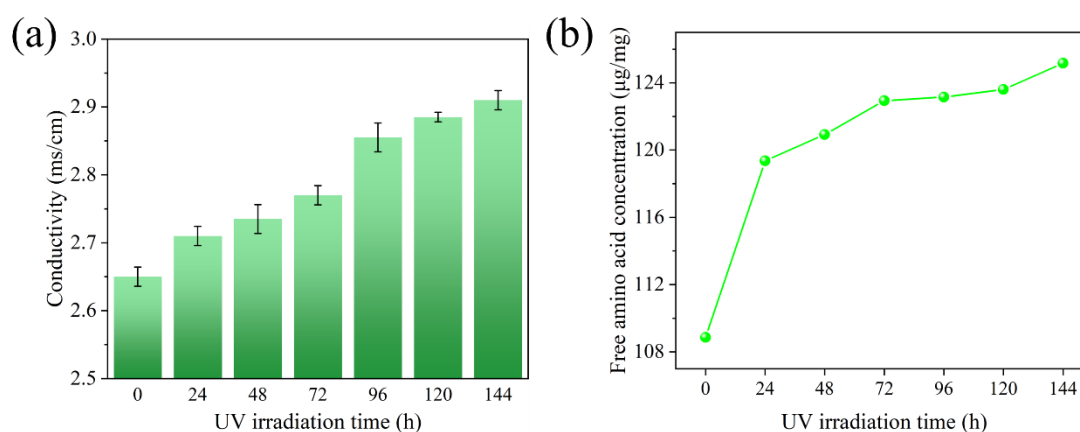 (a)
Conductivity (ms/cm)
3.0
2.9
2.8
2.7
2.6
2.5
0 24 48 72 96 120 144
UV irradiation time (h)
(b)
Free amino acid concentration (μg/mg)
124
120
116
112
108
0 24 48 72 96 120 144
UV irradiation time (h)